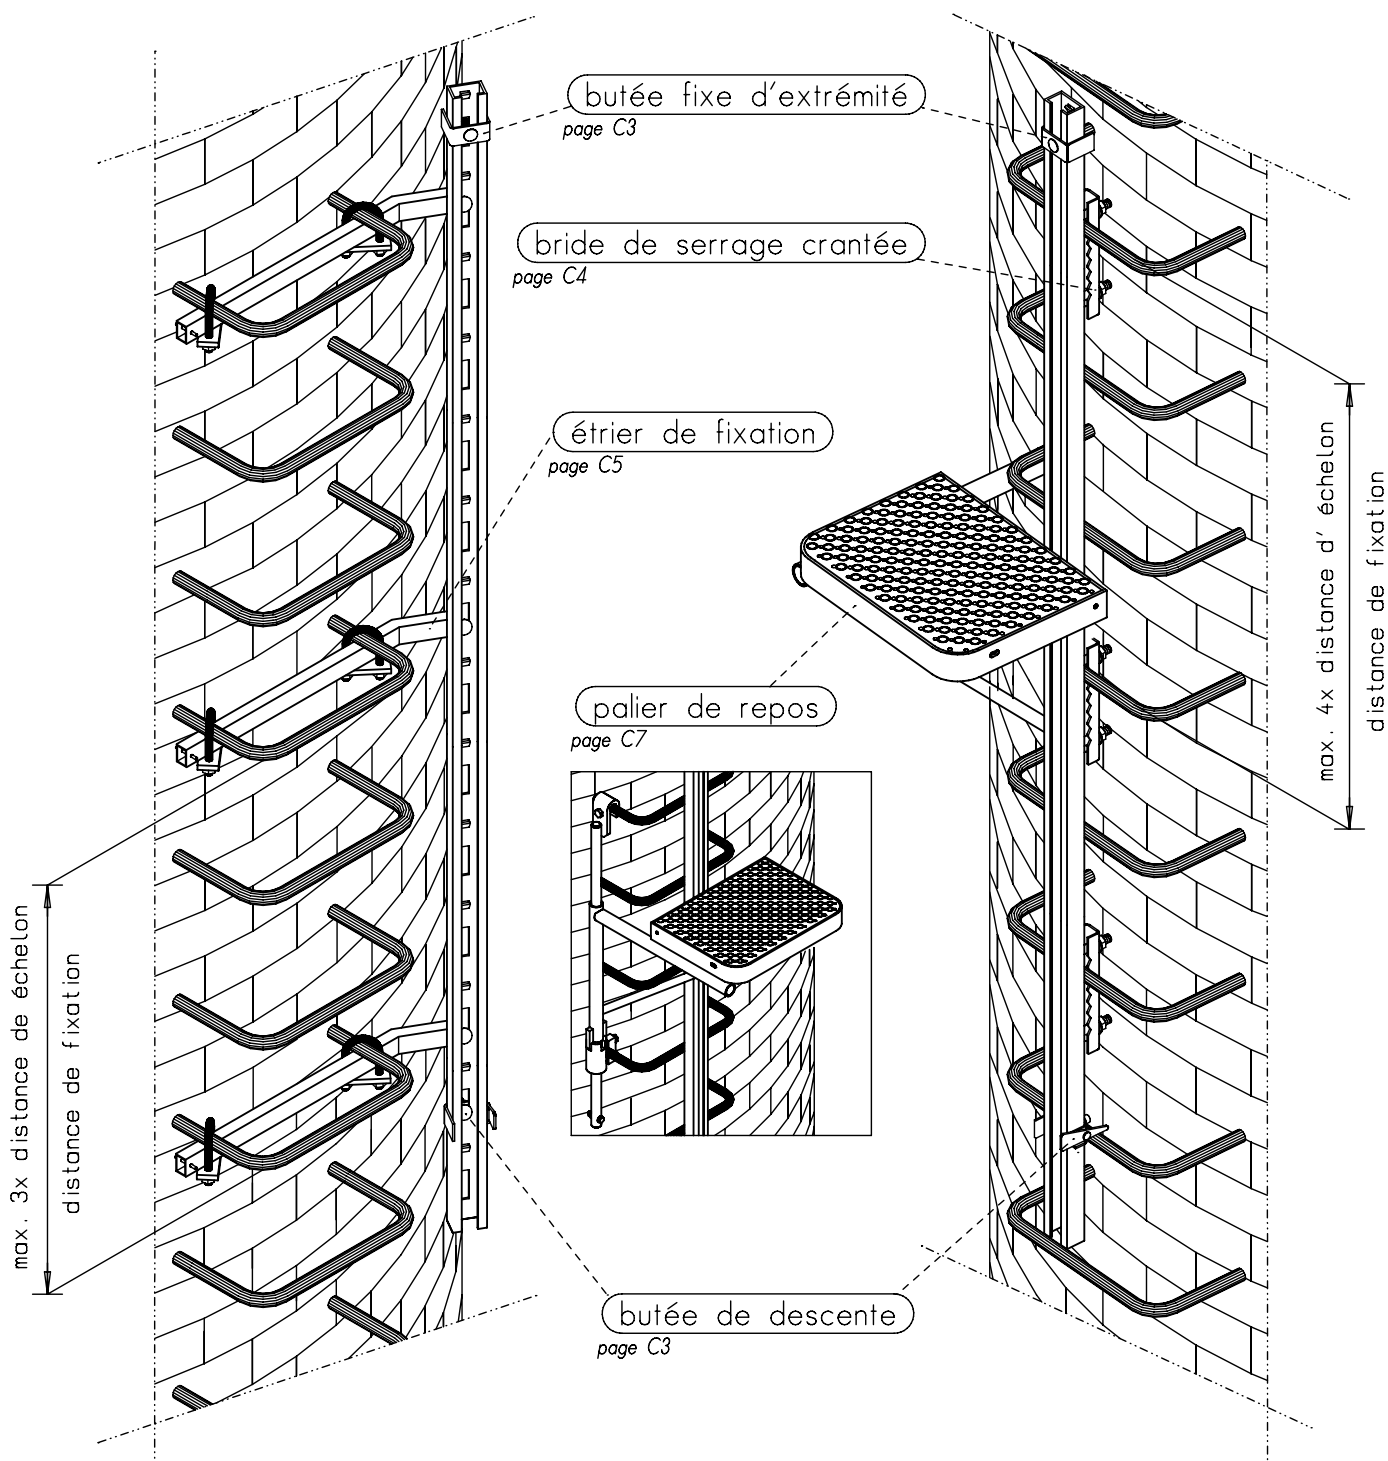 butée fixe d'extrémité
page C3
bride de serrage crantée
page C4
étrier de fixation
page C5
palier de repos
page C7
butée de descente
page C3
max. 3x distance de échelon
distance de fixation
max. 4x distance d' échelon
distance de fixation